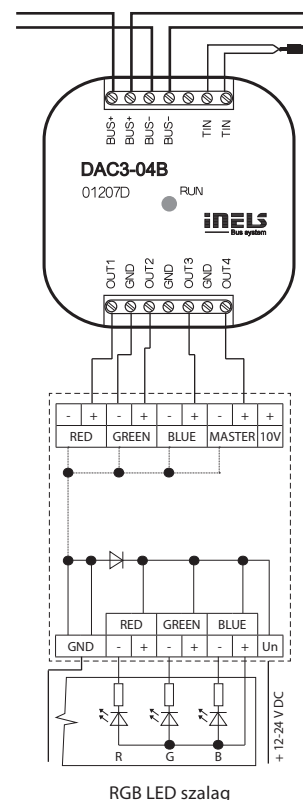 BUS+ BUS+ BUS- BUS- TIN TIN
DAC3-04B
01207D
RUN
iNELS
Bus system
OUT1 GND OUT2 GND OUT3 GND OUT4
- + - + - + - + +
RED GREEN BLUE MASTER 10V
RED GREEN BLUE
GND - + - + - + Un
R G B
+ 12-24 V DC
RGB LED szalag